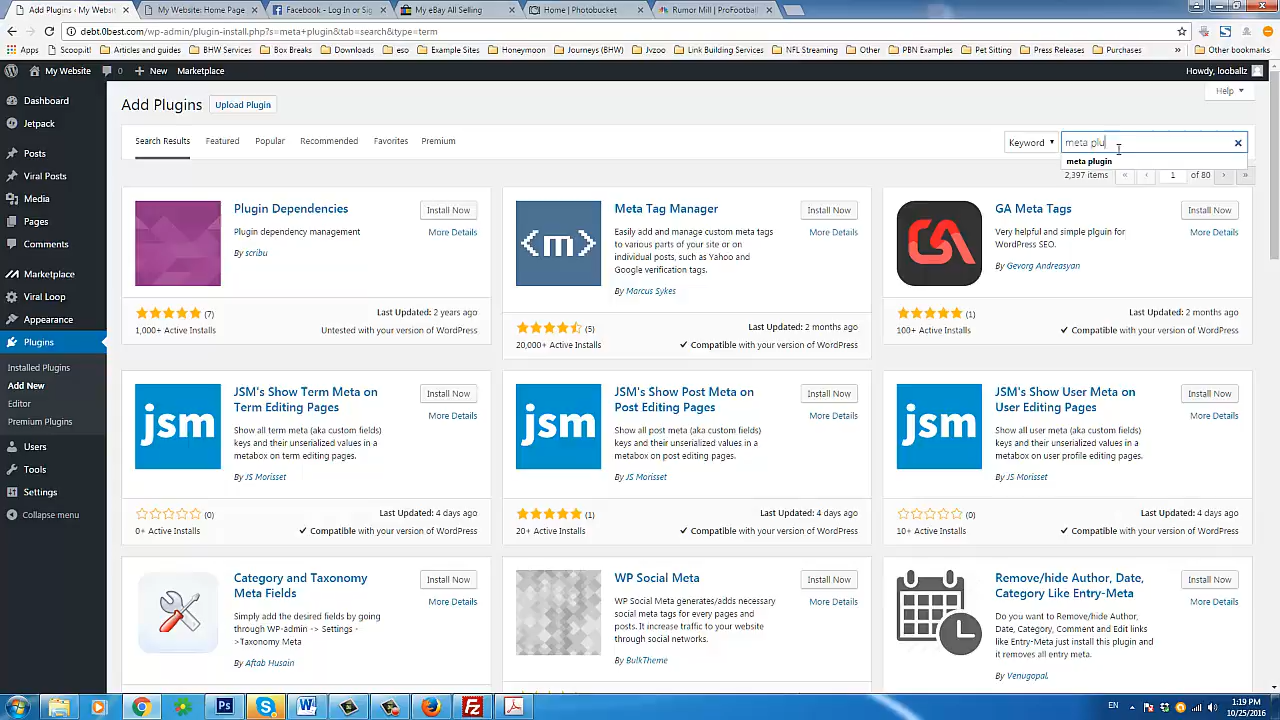 Add Plugins ‹ My Websit
My Website: Home Page
Facebook - Log In or Sig
My eBay All Selling
Home | Photobucket
Rumor Mill | ProFootball
debt.0best.com/wp-admin/plugin-install.php?s=meta+plugin&tab=search&type=term
Apps
Scoop.it!
Articles and guides
BHW Services
Box Breaks
Downloads
eso
Example Sites
Honeymoon
Journeys (BHW)
Jvzoo
Link Building Services
NFL Streaming
Other
PBN Examples
Pet Sitting
Press Releases
Purchases
»
Other bookmarks
My Website
0
New
Marketplace
Howdy, looballz
Dashboard
Jetpack
Posts
Viral Posts
Media
Pages
Comments
Marketplace
Viral Loop
Appearance
Plugins
Installed Plugins
Add New
Editor
Premium Plugins
Users
Tools
Settings
Collapse menu
Help
Add Plugins
Upload Plugin
Search Results
Featured
Popular
Recommended
Favorites
Premium
Keyword
meta plu
meta plugin
2,397 items
«
‹
1
of 80
›
»
Plugin Dependencies
Install Now
More Details
Plugin dependency management
By scribu
(7)
1,000+ Active Installs
Last Updated: 2 years ago
Untested with your version of WordPress
Meta Tag Manager
Install Now
More Details
Easily add and manage custom meta tags
to various parts of your site or on
individual posts, such as Yahoo and
Google verification tags.
By Marcus Sykes
(5)
20,000+ Active Installs
Last Updated: 2 months ago
Compatible with your version of WordPress
GA Meta Tags
Install Now
More Details
Very helpful and simple plguin for
WordPress SEO.
By Gevorg Andreasyan
(1)
100+ Active Installs
Last Updated: 2 months ago
Compatible with your version of WordPress
jsm
JSM's Show Term Meta on
Term Editing Pages
Install Now
More Details
Show all term meta (aka custom fields)
keys and their unserialized values in a
metabox on term editing pages.
By JS Morisset
(0)
0+ Active Installs
Last Updated: 4 days ago
Compatible with your version of WordPress
jsm
JSM's Show Post Meta on
Post Editing Pages
Install Now
More Details
Show all post meta (aka custom fields)
keys and their unserialized values in a
metabox on post editing pages.
By JS Morisset
(1)
20+ Active Installs
Last Updated: 4 days ago
Compatible with your version of WordPress
jsm
JSM's Show User Meta on
User Editing Pages
Install Now
More Details
Show all user meta (aka custom fields)
keys and their unserialized values in a
metabox on user profile editing pages.
By JS Morisset
(0)
10+ Active Installs
Last Updated: 4 days ago
Compatible with your version of WordPress
Category and Taxonomy
Meta Fields
Install Now
More Details
Simply add the desired fields by going
through WP-admin -> Settings -
>Taxonomy Meta
By Aftab Husain
<m>
WP Social Meta
Install Now
More Details
WP Social Meta generates/adds necessary
social meta tags for every pages and
posts. It increase traffic to your website
through social networks.
By BulkTheme
GA
Remove/hide Author, Date,
Category Like Entry-Meta
Install Now
More Details
Do you want to Remove/hide Author,
Date, Category, Comment and Edit links
like Entry-Meta just install this plugin and
it removes all entry meta.
By Venugopal
EN
1:19 PM
10/25/2016